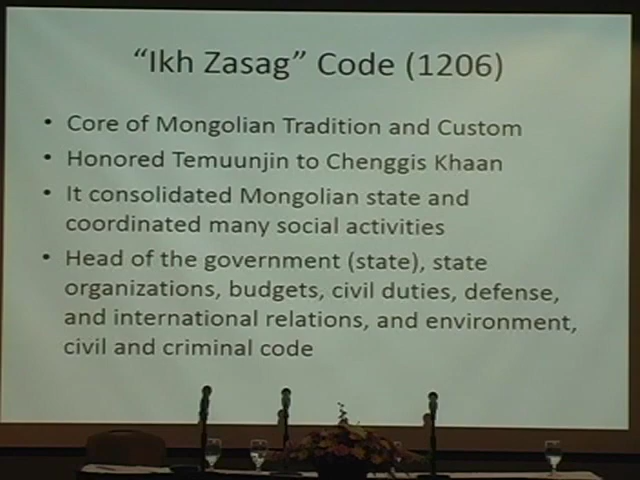 “Ikh Zasag” Code (1206)
• Core of Mongolian Tradition and Custom
• Honored Temuunjin to Chenggis Khaan
• It consolidated Mongolian state and
coordinated many social activities
• Head of the government (state), state
organizations, budgets, civil duties, defense,
and international relations, and environment,
civil and criminal code